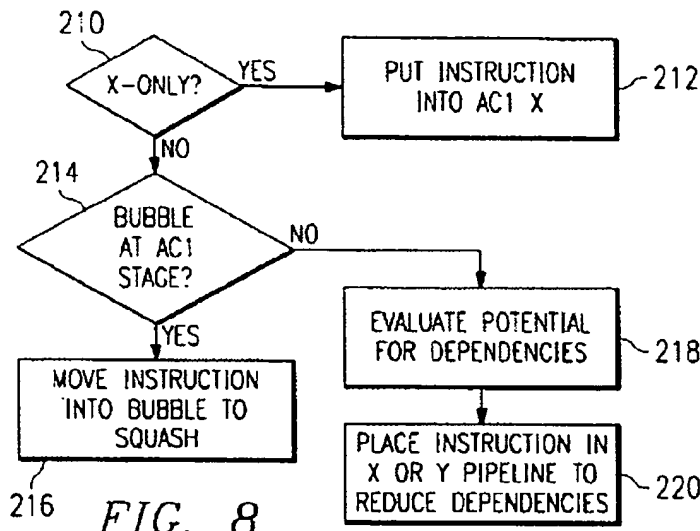 210
X-ONLY?
YES
PUT INSTRUCTION
INTO AC1 X
212
NO
214
BUBBLE
AT AC1
STAGE?
NO
YES
EVALUATE POTENTIAL
FOR DEPENDENCIES
218
MOVE INSTRUCTION
INTO BUBBLE TO
SQUASH
216
PLACE INSTRUCTION IN
X OR Y PIPELINE TO
REDUCE DEPENDENCIES
220
FIG. 8